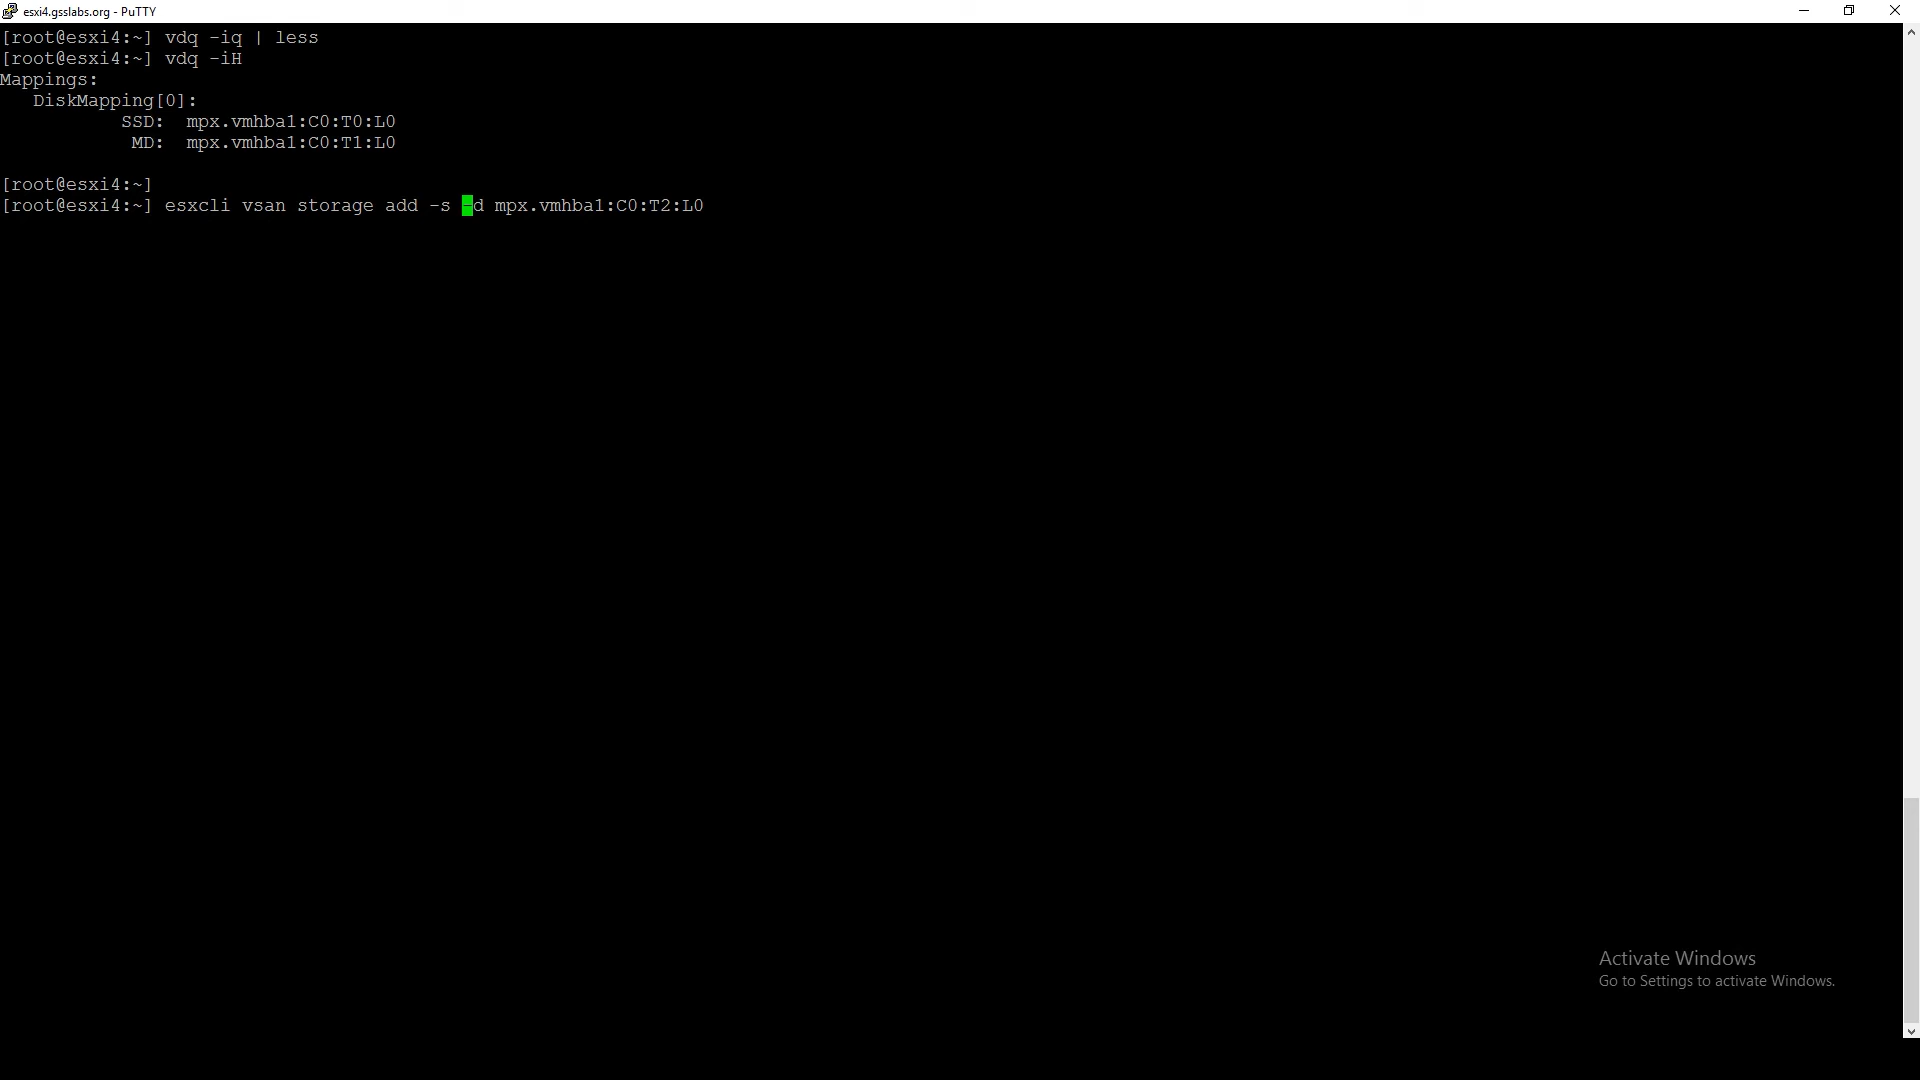 esxi4.gsslabs.org - PuTTY
[root@esxi4:~] vdq -iq | less
[root@esxi4:~] vdq -iH
Mappings:
   DiskMapping[0]:
           SSD:  mpx.vmhba1:C0:T0:L0
            MD:  mpx.vmhba1:C0:T1:L0
[root@esxi4:~]
[root@esxi4:~] esxcli vsan storage add -s -d mpx.vmhba1:C0:T2:L0
Activate Windows
Go to Settings to activate Windows.